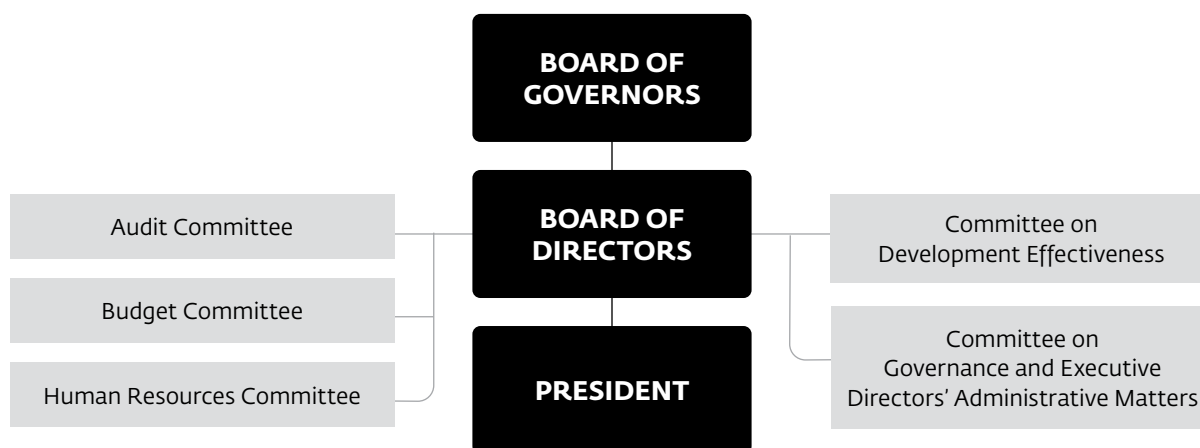 BOARD OF
GOVERNORS
Audit Committee
Budget Committee
Human Resources Committee
BOARD OF
DIRECTORS
Committee on
Development Effectiveness
Committee on
Governance and Executive
Directors’ Administrative Matters
PRESIDENT